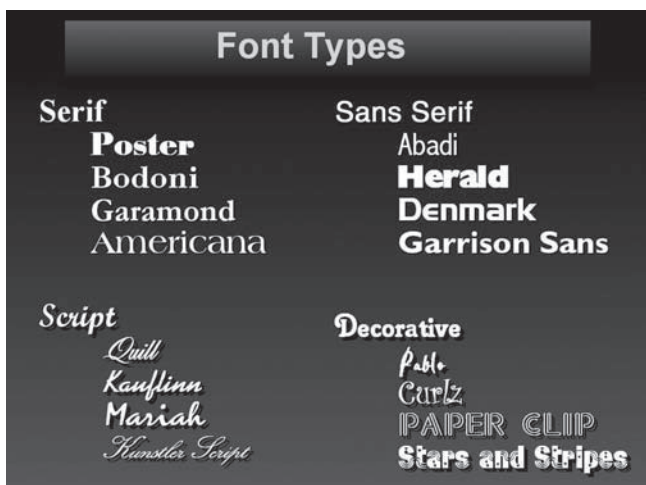 Font Types
Serif
Poster
Bodoni
Garamond
Americana
Sans Serif
Abadi
Herald
Denmark
Garrison Sans
Script
Quill
Kauflinn
Mariah
Kunstler Script
Decorative
Pablo
Curlz
PAPER CLIP
Stars and Stripes